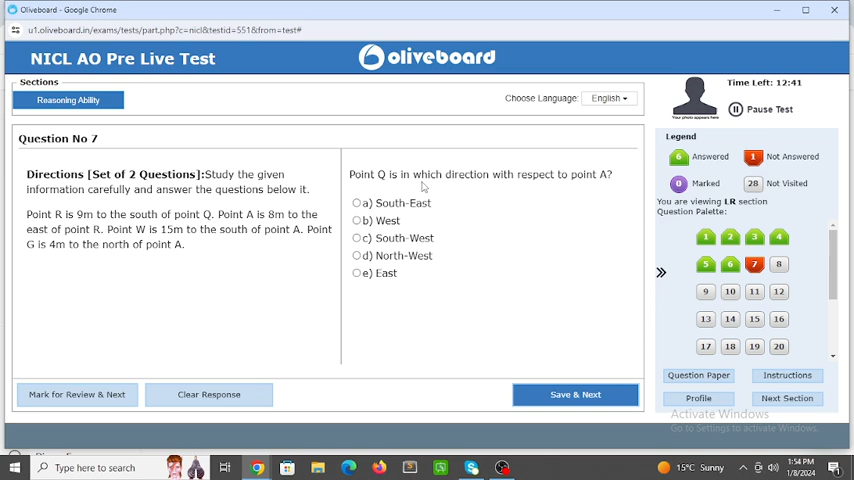 Oliveboard - Google Chrome
u1.oliveboard.in/exams/tests/part.php?c=nicl&testid=551&from=test#
NICL AO Pre Live Test
oliveboard
Sections
Reasoning Ability
Choose Language:
English
Your photo appears here
Time Left: 12:41
Pause Test
Question No 7
Directions [Set of 2 Questions]:Study the given
information carefully and answer the questions below it.
Point R is 9m to the south of point Q. Point A is 8m to the
east of point R. Point W is 15m to the south of point A. Point
G is 4m to the north of point A.
Point Q is in which direction with respect to point A?
a) South-East
b) West
c) South-West
d) North-West
e) East
Legend
6 Answered
1 Not Answered
0 Marked
28 Not Visited
You are viewing LR section
Question Palette:
1 2 3 4
5 6 7 8
9 10 11 12
13 14 15 16
17 18 19 20
Mark for Review & Next
Clear Response
Save & Next
Question Paper
Instructions
Profile
Next Section
Activate Windows
Go to Settings to activate Windows.
Type here to search
15°C Sunny
1:54 PM
1/8/2024